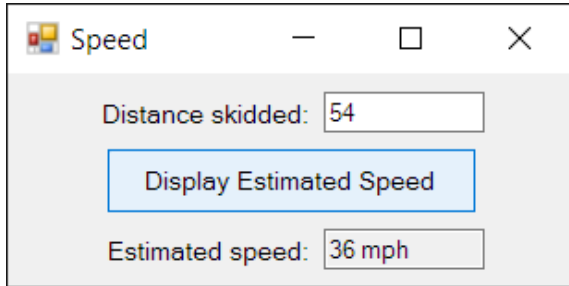 Speed
Distance skidded: 54
Display Estimated Speed
Estimated speed: 36 mph